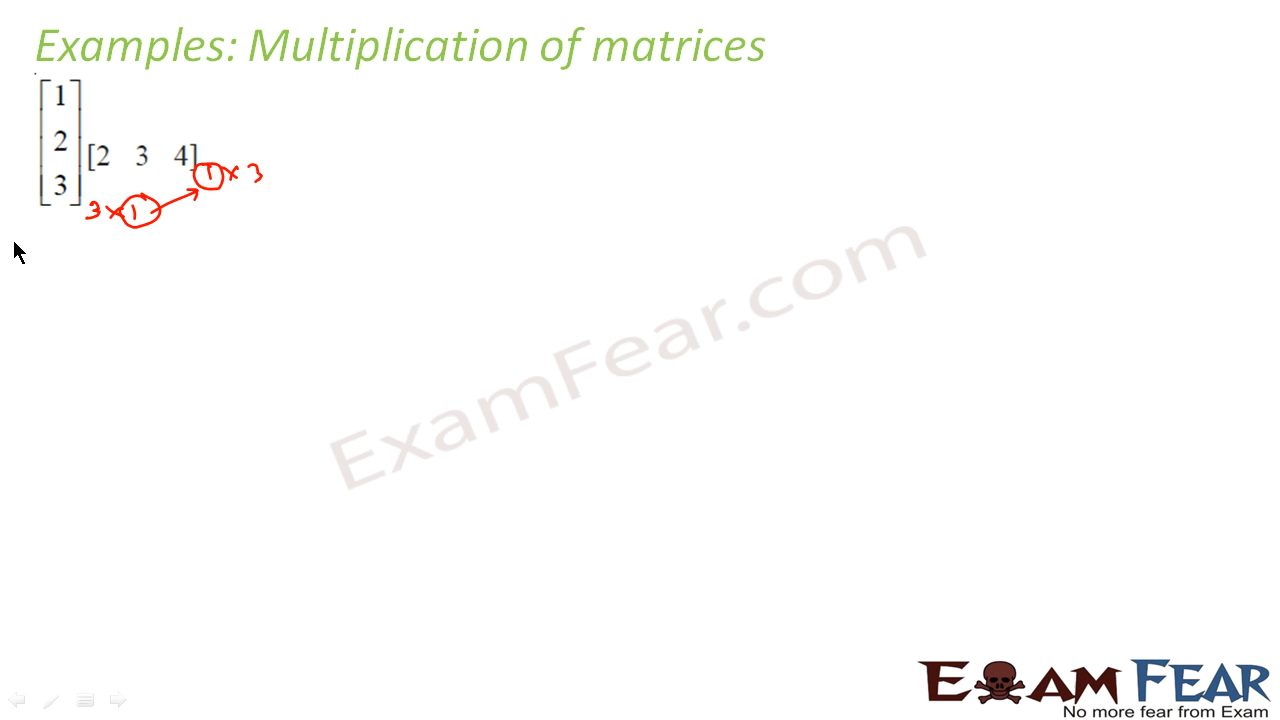 Examples: Multiplication of matrices
1
2
[2 3 4]
1 × 3
3
3 × 1
ExamFear.com
EXAM FEAR
No more fear from Exam